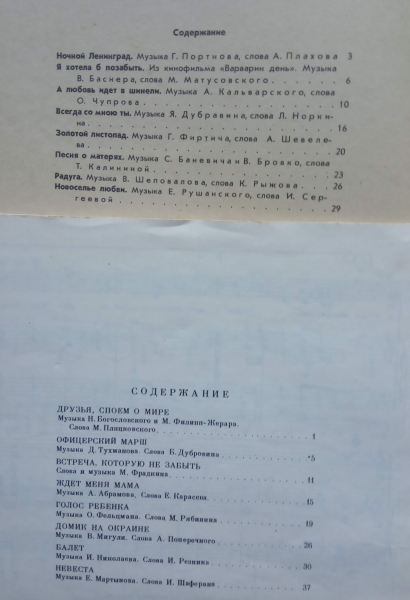 Содержание
Ночной Ленинград. Музыка Г. Портнова, слова А. Плахова 3
Я хотела б позабыть. Из кинофильма «Варварин день». Музыка
В. Баснера, слова М. Матусовского . . . . . . . 6
А любовь идет в шинели. Музыка А. Кальварского, слова
О. Чупрова . . . . . . . . . . . . . . 10
Всегда со мною ты. Музыка Я. Дубравина, слова Л. Норки-
на . . . . . . . . . . . . . . . . 16
Золотой листопад. Музыка Г. Фиртича, слова А. Шевеле-
ва . . . . . . . . . . . . . . . . 20
Песня о матерях. Музыка С. Баневича и В. Бровко, слова
Т. Калининой . . . . . . . . . . . . . 23
Радуга. Музыка В. Шеповалова, слова К. Рыжова . . . 26
Новоселье любви. Музыка Е. Рушанского, слова И. Сер-
геевой . . . . . . . . . . . . . . . 29
СОДЕРЖАНИЕ
ДРУЗЬЯ, СПОЕМ О МИРЕ
Музыка Н. Богословского и М. Филипп-Жерара.
Слова М. Пляцковского . . . . . . . . . . 1
ОФИЦЕРСКИЙ МАРШ
Музыка Д. Тухманова. Слова Б. Дубровина . . . . 5
ВСТРЕЧА, КОТОРУЮ НЕ ЗАБЫТЬ
Слова и музыка М. Фрадкина . . . . . . . . 11
ЖДЕТ МЕНЯ МАМА
Музыка А. Абрамова. Слова Е. Карасева . . . . . 15
ГОЛОС РЕБЕНКА
Музыка О. Фельцмана. Слова М. Рябинина . . . . 19
ДОМИК НА ОКРАИНЕ
Музыка В. Мигули. Слова А. Поперечного . . . . . 26
БАЛЕТ
Музыка И. Николаева. Слова И. Резника . . . . . 30
НЕВЕСТА
Музыка Е. Мартынова. Слова И. Шаферана . . . . 37